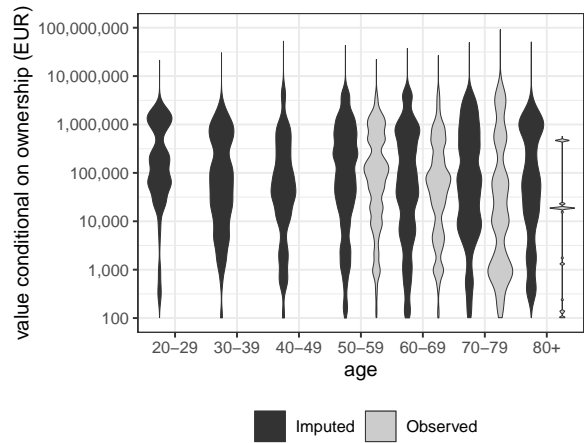 value conditional on ownership (EUR)
100,000,000
10,000,000
1,000,000
100,000
10,000
1,000
100
20–29 30–39 40–49 50–59 60–69 70–79 80+
age
Imputed Observed